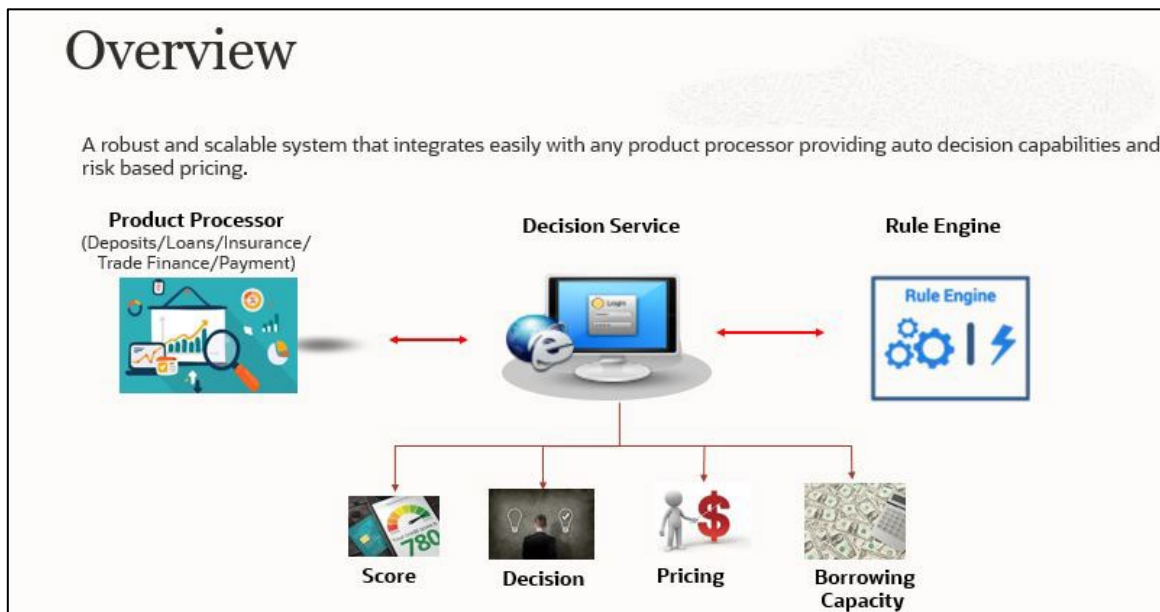 Overview
A robust and scalable system that integrates easily with any product processor providing auto decision capabilities and
risk based pricing.
Product Processor
(Deposits/Loans/Insurance/
Trade Finance/Payment)
Decision Service
Rule Engine
Login
Rule Engine
780
Score
Decision
Pricing
Borrowing
Capacity